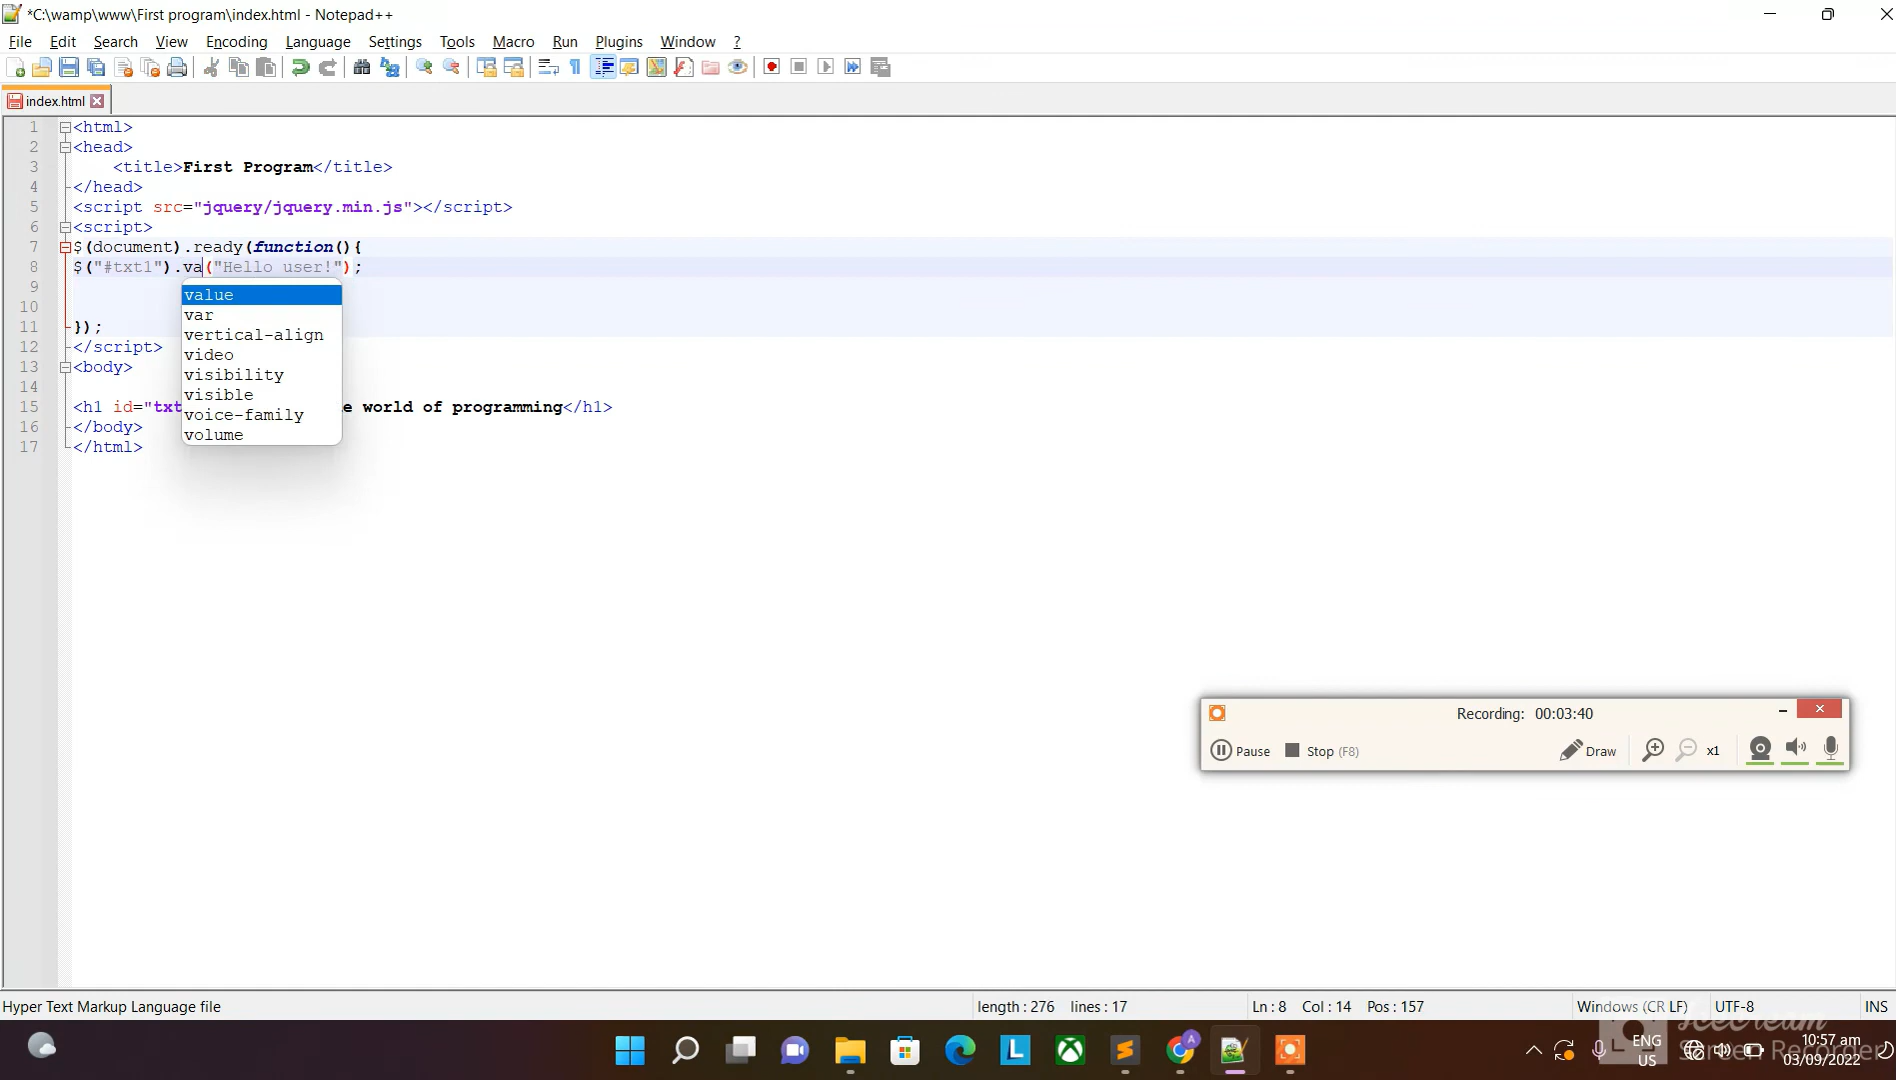 *C:\wamp\www\First program\index.html - Notepad++
File Edit Search View Encoding Language Settings Tools Macro Run Plugins Window ?
index.html
1 <html>
2 <head>
3 <title>First Program</title>
4 </head>
5 <script src="jquery/jquery.min.js"></script>
6 <script>
7 $(document).ready(function(){
8 $("#txt1").va("Hello user!");
9
10
11 });
12 </script>
13 <body>
14
15 <h1 id="txt e world of programming</h1>
16 </body>
17 </html>
value
var
vertical-align
video
visibility
visible
voice-family
volume
Recording: 00:03:40
Pause Stop (F8) Draw x1
Hyper Text Markup Language file length : 276 lines : 17 Ln : 8 Col : 14 Pos : 157 Windows (CR LF) UTF-8 INS
Icecream
Screen Recorder
ENG
US
10:57 am
03/09/2022